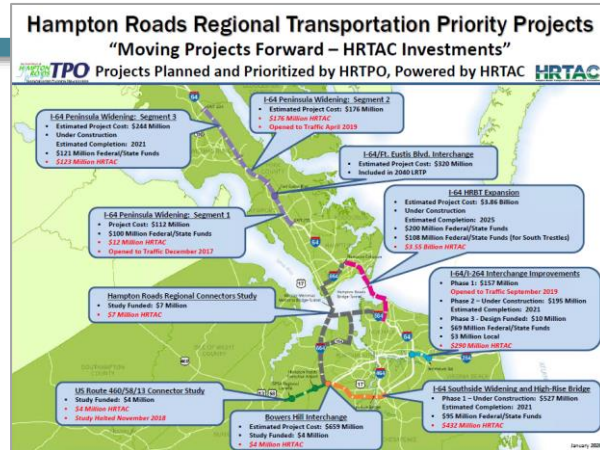 Hampton Roads Regional Transportation Priority Projects
"Moving Projects Forward – HRTAC Investments"
HAMPTON ROADS TPO
Projects Planned and Prioritized by HRTPO, Powered by HRTAC
HRTAC
I-64 Peninsula Widening: Segment 2
• Estimated Project Cost: $176 Million
• $176 Million HRTAC
Opened to Traffic April 2019
I-64 Peninsula Widening: Segment 3
• Estimated Project Cost: $244 Million
• Under Construction
Estimated Completion: 2021
• $121 Million Federal/State Funds
• $123 Million HRTAC
I-64/Ft. Eustis Blvd. Interchange
• Estimated Project Cost: $320 Million
• Included in 2040 LRTP
I-64 HRBT Expansion
• Estimated Project Cost: $3.86 Billion
• Under Construction
Estimated Completion: 2025
• $200 Million Federal/State Funds
• $108 Million Federal/State Funds (for South Trestles)
• $3.55 Billion HRTAC
I-64 Peninsula Widening: Segment 1
• Project Cost: $112 Million
• $100 Million Federal/State Funds
• $12 Million HRTAC
• Opened to Traffic December 2017
I-64/I-264 Interchange Improvements
• Phase 1: $157 Million
Opened to Traffic September 2019
• Phase 2 – Under Construction: $195 Million
Estimated Completion: 2021
• Phase 3 - Design Funded: $10 Million
• $69 Million Federal/State Funds
• $3 Million Local
• $290 Million HRTAC
Hampton Roads Regional Connectors Study
• Study Funded: $7 Million
• $7 Million HRTAC
US Route 460/58/13 Connector Study
• Study Funded: $4 Million
• $4 Million HRTAC
• Study Halted November 2018
Bowers Hill Interchange
• Estimated Project Cost: $659 Million
• Study Funded: $4 Million
• $4 Million HRTAC
I-64 Southside Widening and High-Rise Bridge
• Phase 1 – Under Construction: $527 Million
Estimated Completion: 2021
• $95 Million Federal/State Funds
• $432 Million HRTAC
64
64
17
664
564
664
464
264
17
64
January 2020